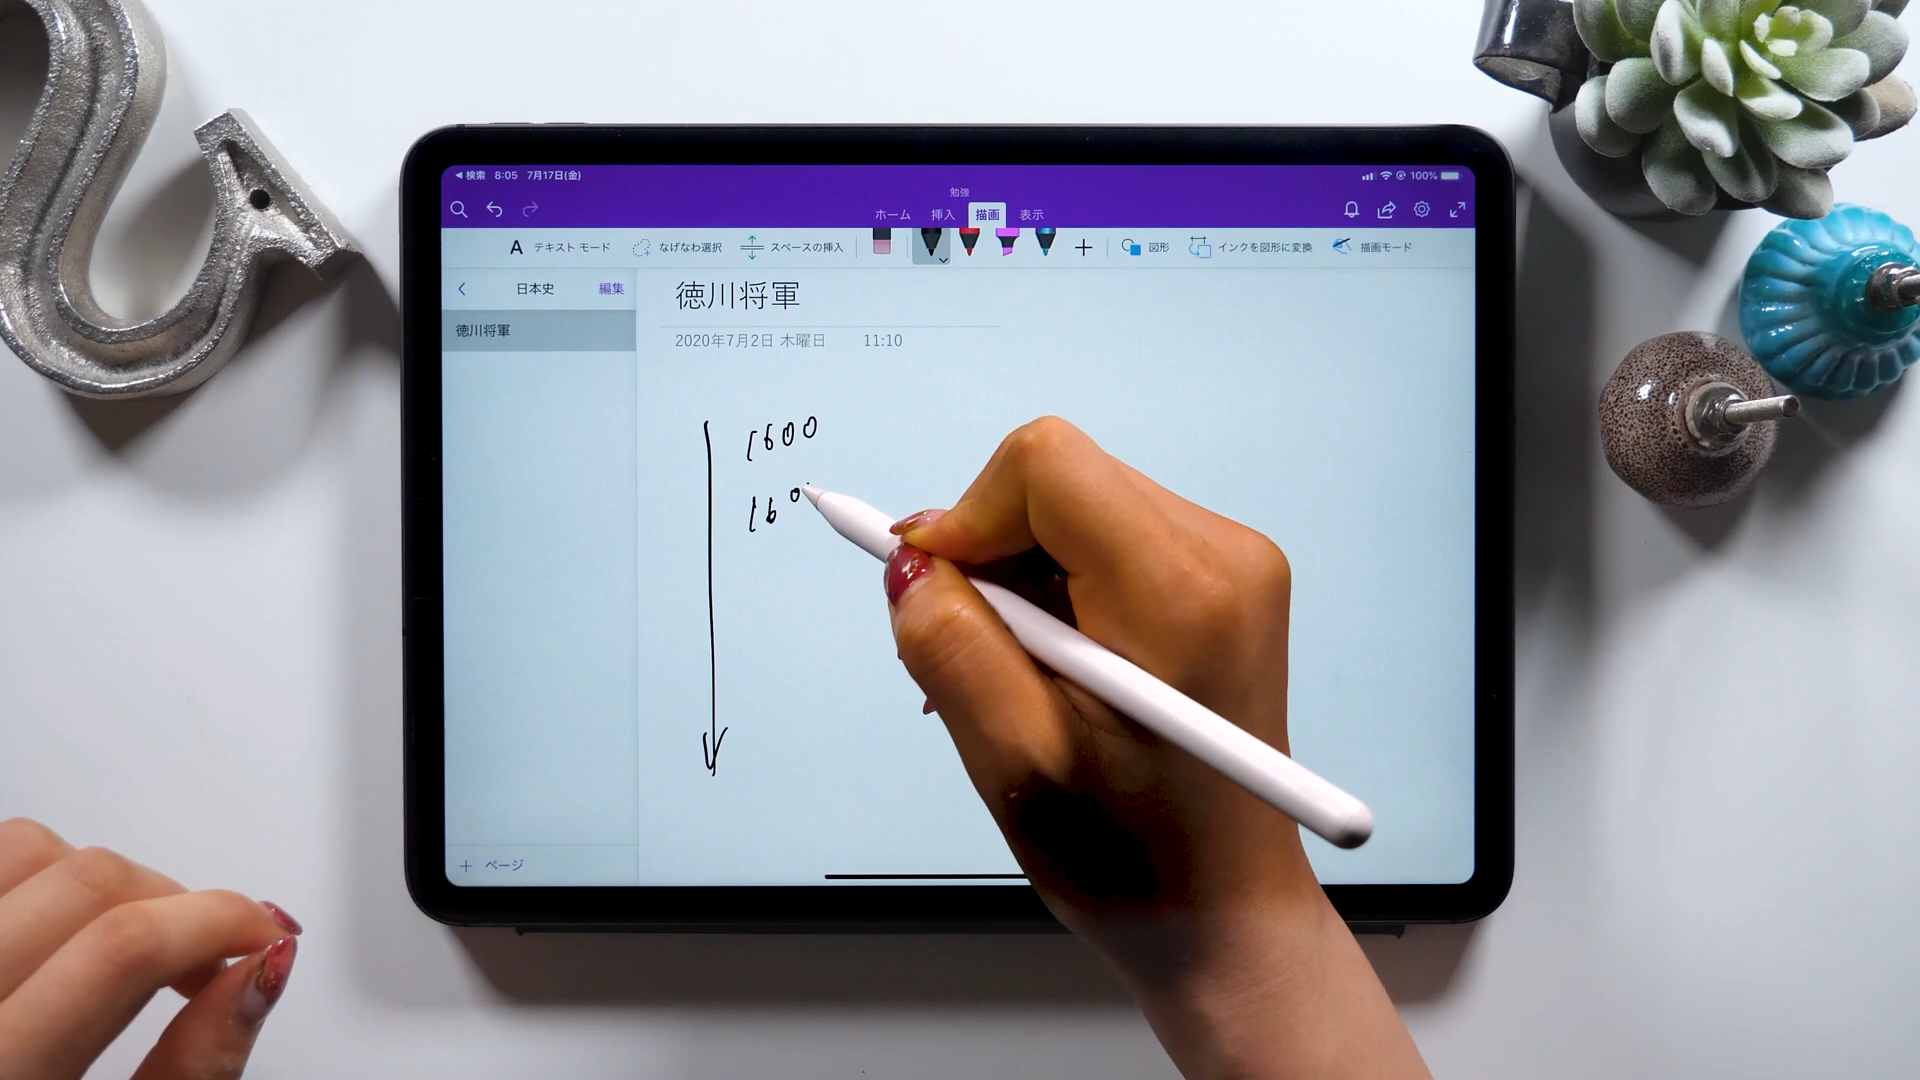 検索 8:05 7月17日(金) 100%
勉強
ホーム 挿入 描画 表示
A テキスト モード なげなわ選択 スペースの挿入 図形 インクを図形に変換 描画モード
日本史 編集
徳川将軍
徳川将軍
2020年7月2日 木曜日 11:10
1600
160
ページ